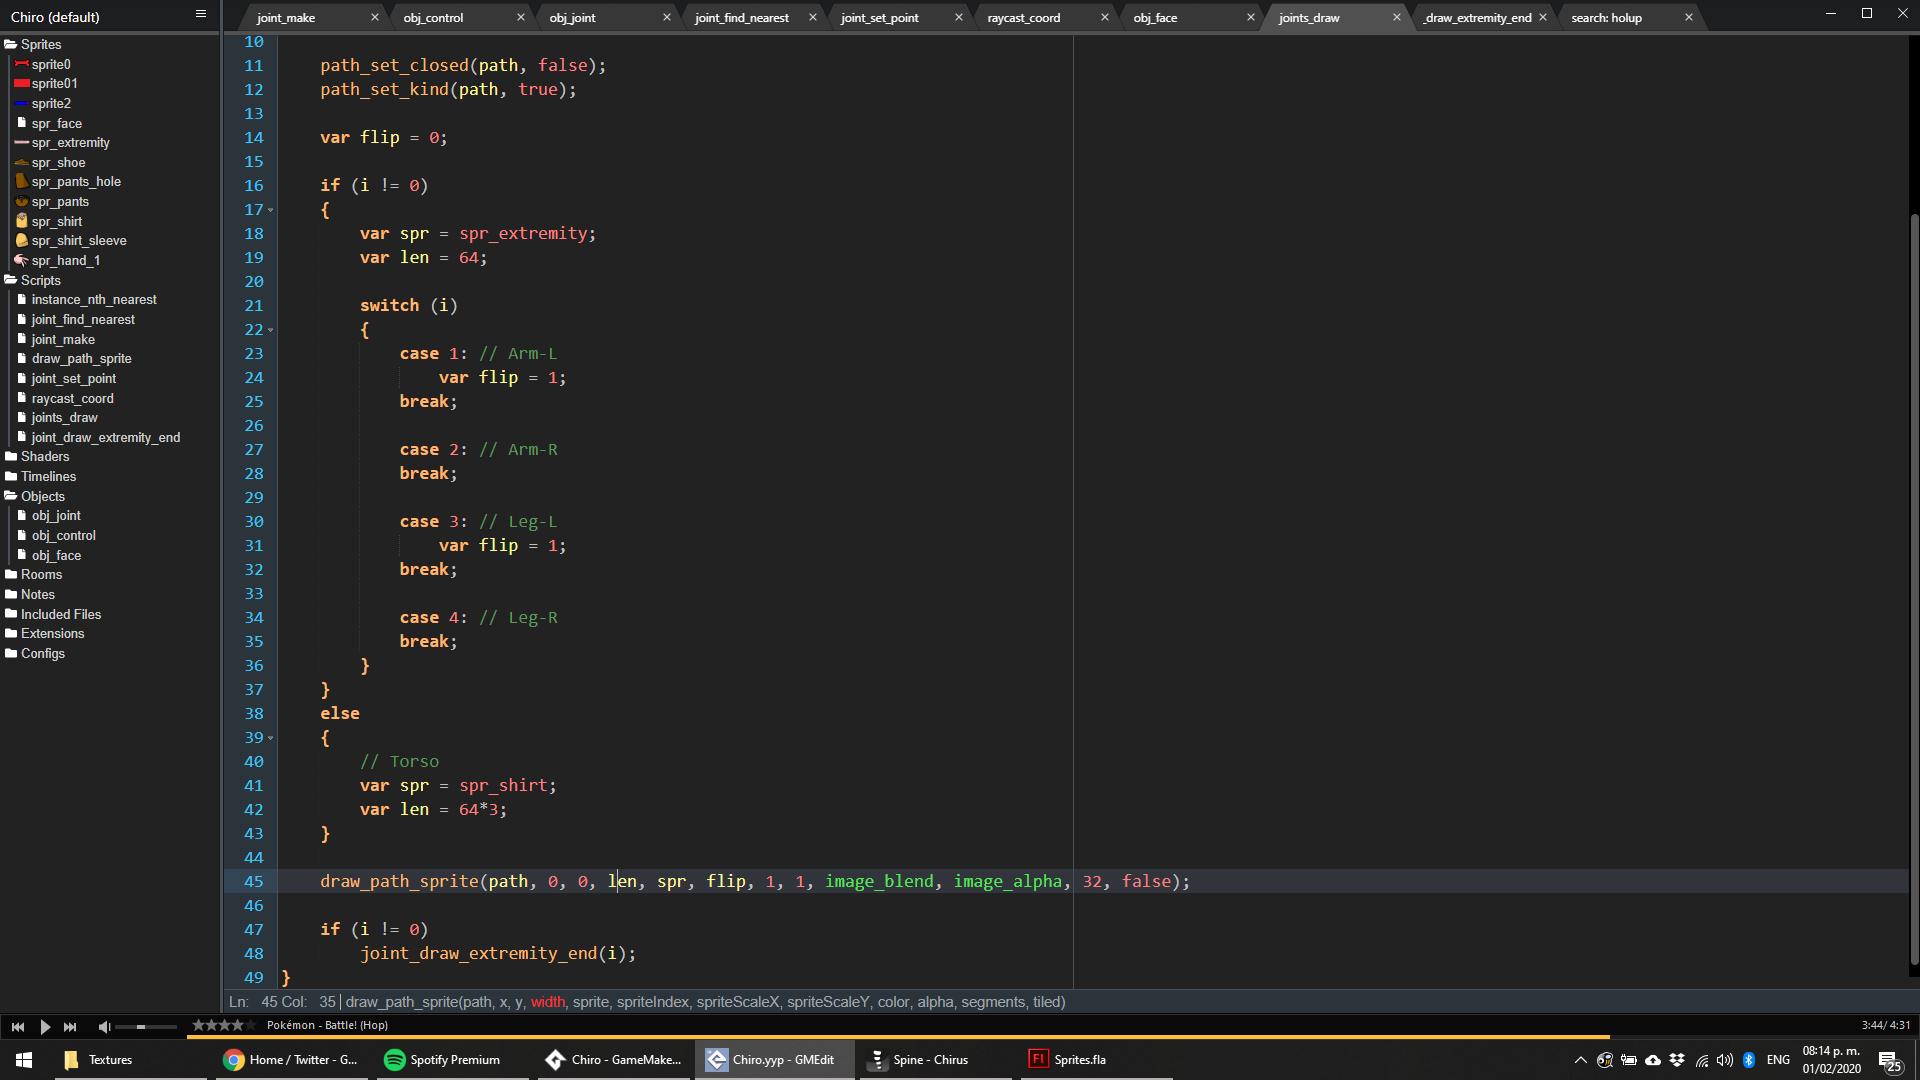 Chiro (default)
joint_make
obj_control
obj_joint
joint_find_nearest
joint_set_point
raycast_coord
obj_face
joints_draw
_draw_extremity_end
search: holup
Sprites
sprite0
sprite01
sprite2
spr_face
spr_extremity
spr_shoe
spr_pants_hole
spr_pants
spr_shirt
spr_shirt_sleeve
spr_hand_1
Scripts
instance_nth_nearest
joint_find_nearest
joint_make
draw_path_sprite
joint_set_point
raycast_coord
joints_draw
joint_draw_extremity_end
Shaders
Timelines
Objects
obj_joint
obj_control
obj_face
Rooms
Notes
Included Files
Extensions
Configs
10
11 path_set_closed(path, false);
12 path_set_kind(path, true);
13
14 var flip = 0;
15
16 if (i != 0)
17 {
18 var spr = spr_extremity;
19 var len = 64;
20
21 switch (i)
22 {
23 case 1: // Arm-L
24 var flip = 1;
25 break;
26
27 case 2: // Arm-R
28 break;
29
30 case 3: // Leg-L
31 var flip = 1;
32 break;
33
34 case 4: // Leg-R
35 break;
36 }
37 }
38 else
39 {
40 // Torso
41 var spr = spr_shirt;
42 var len = 64*3;
43 }
44
45 draw_path_sprite(path, 0, 0, len, spr, flip, 1, 1, image_blend, image_alpha, 32, false);
46
47 if (i != 0)
48 joint_draw_extremity_end(i);
49 }
Ln: 45 Col: 35 draw_path_sprite(path, x, y, width, sprite, spriteIndex, spriteScaleX, spriteScaleY, color, alpha, segments, tiled)
Pokémon - Battle! (Hop)
3:44/ 4:31
Textures
Home / Twitter - G...
Spotify Premium
Chiro - GameMake...
Chiro.yyp - GMEdit
Spine - Chirus
Fl
Sprites.fla
ENG
08:14 p. m.
01/02/2020
25